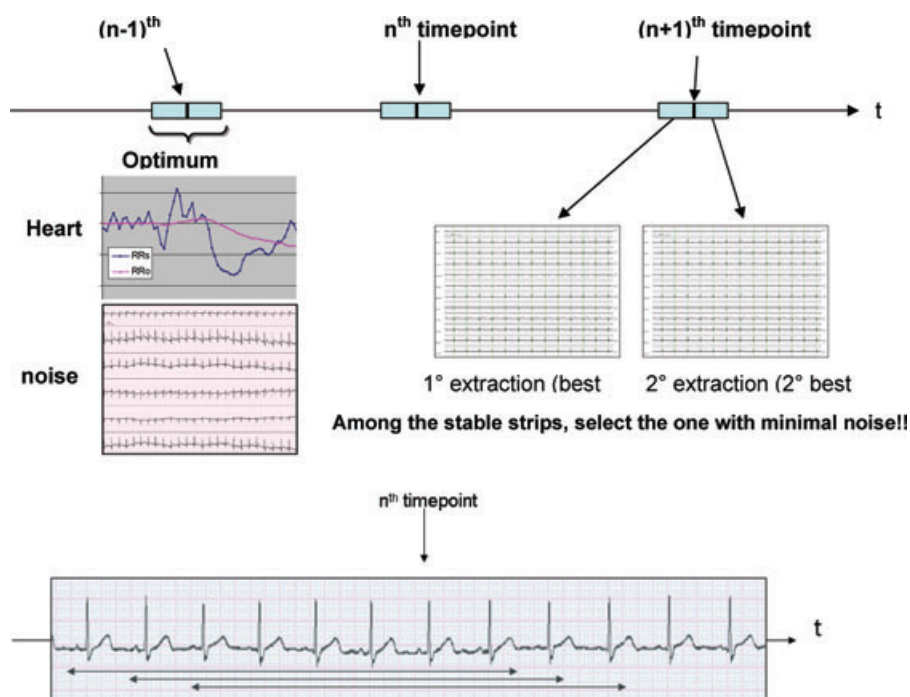 (n-1)th
nth timepoint
(n+1)th timepoint
t
Optimum
Heart
RRs
RRo
noise
1° extraction (best
2° extraction (2° best
Among the stable strips, select the one with minimal noise!!
nth timepoint
t